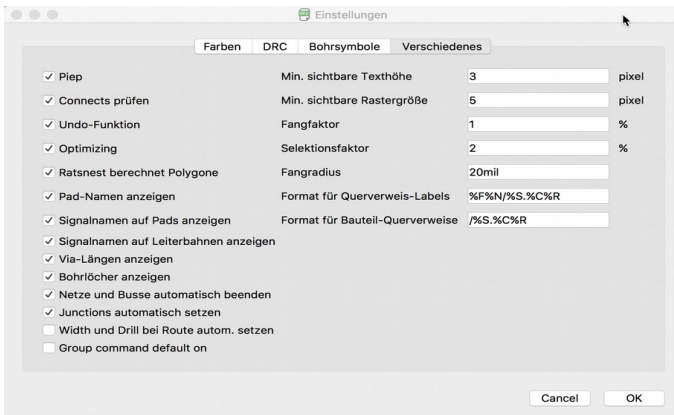 Einstellungen
Farben DRC Bohrsymbole Verschiedenes
Piep Min. sichtbare Texthöhe 3 pixel
Connects prüfen Min. sichtbare Rastergröße 5 pixel
Undo-Funktion Fangfaktor 1 %
Optimizing Selektionsfaktor 2 %
Ratsnest berechnet Polygone Fangradius 20mil
Pad-Namen anzeigen Format für Querverweis-Labels %F%N/%S.%C%R
Signalnamen auf Pads anzeigen Format für Bauteil-Querverweise /%S.%C%R
Signalnamen auf Leiterbahnen anzeigen
Via-Längen anzeigen
Bohrlöcher anzeigen
Netze und Busse automatisch beenden
Junctions automatisch setzen
Width und Drill bei Route autom. setzen
Group command default on
Cancel OK